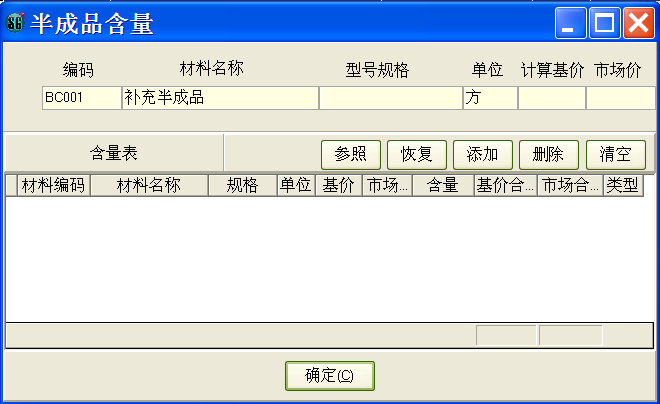 半成品含量
编码 材料名称 型号规格 单位 计算基价 市场价
BC001 补充半成品 方
含量表 参照 恢复 添加 删除 清空
材料编码 材料名称 规格 单位 基价 市场... 含量 基价合... 市场合... 类型
确定(C)